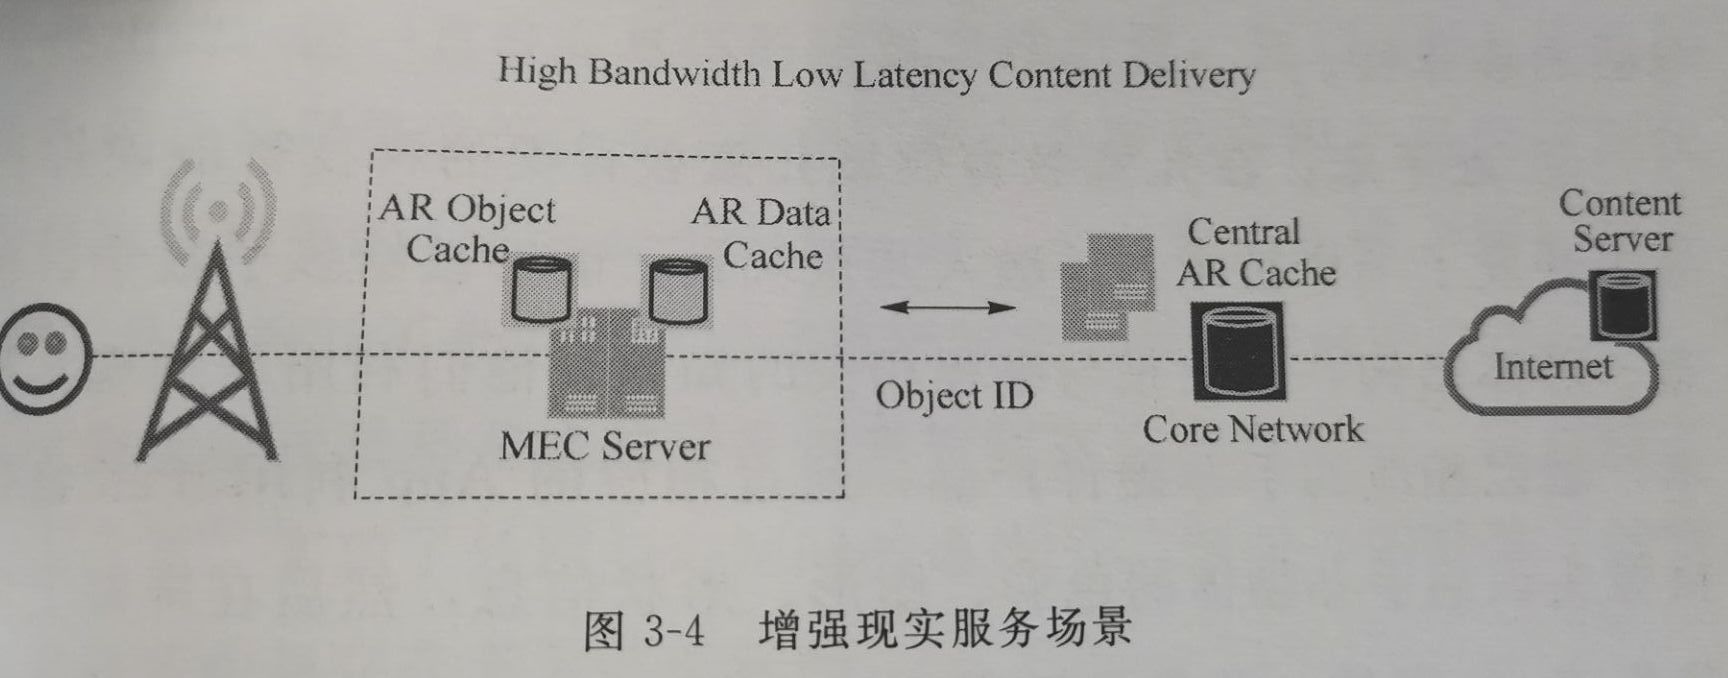 High Bandwidth Low Latency Content Delivery
AR Object
Cache
AR Data
Cache
MEC Server
Object ID
Central
AR Cache
Core Network
Content
Server
Internet
图 3-4 增强现实服务场景